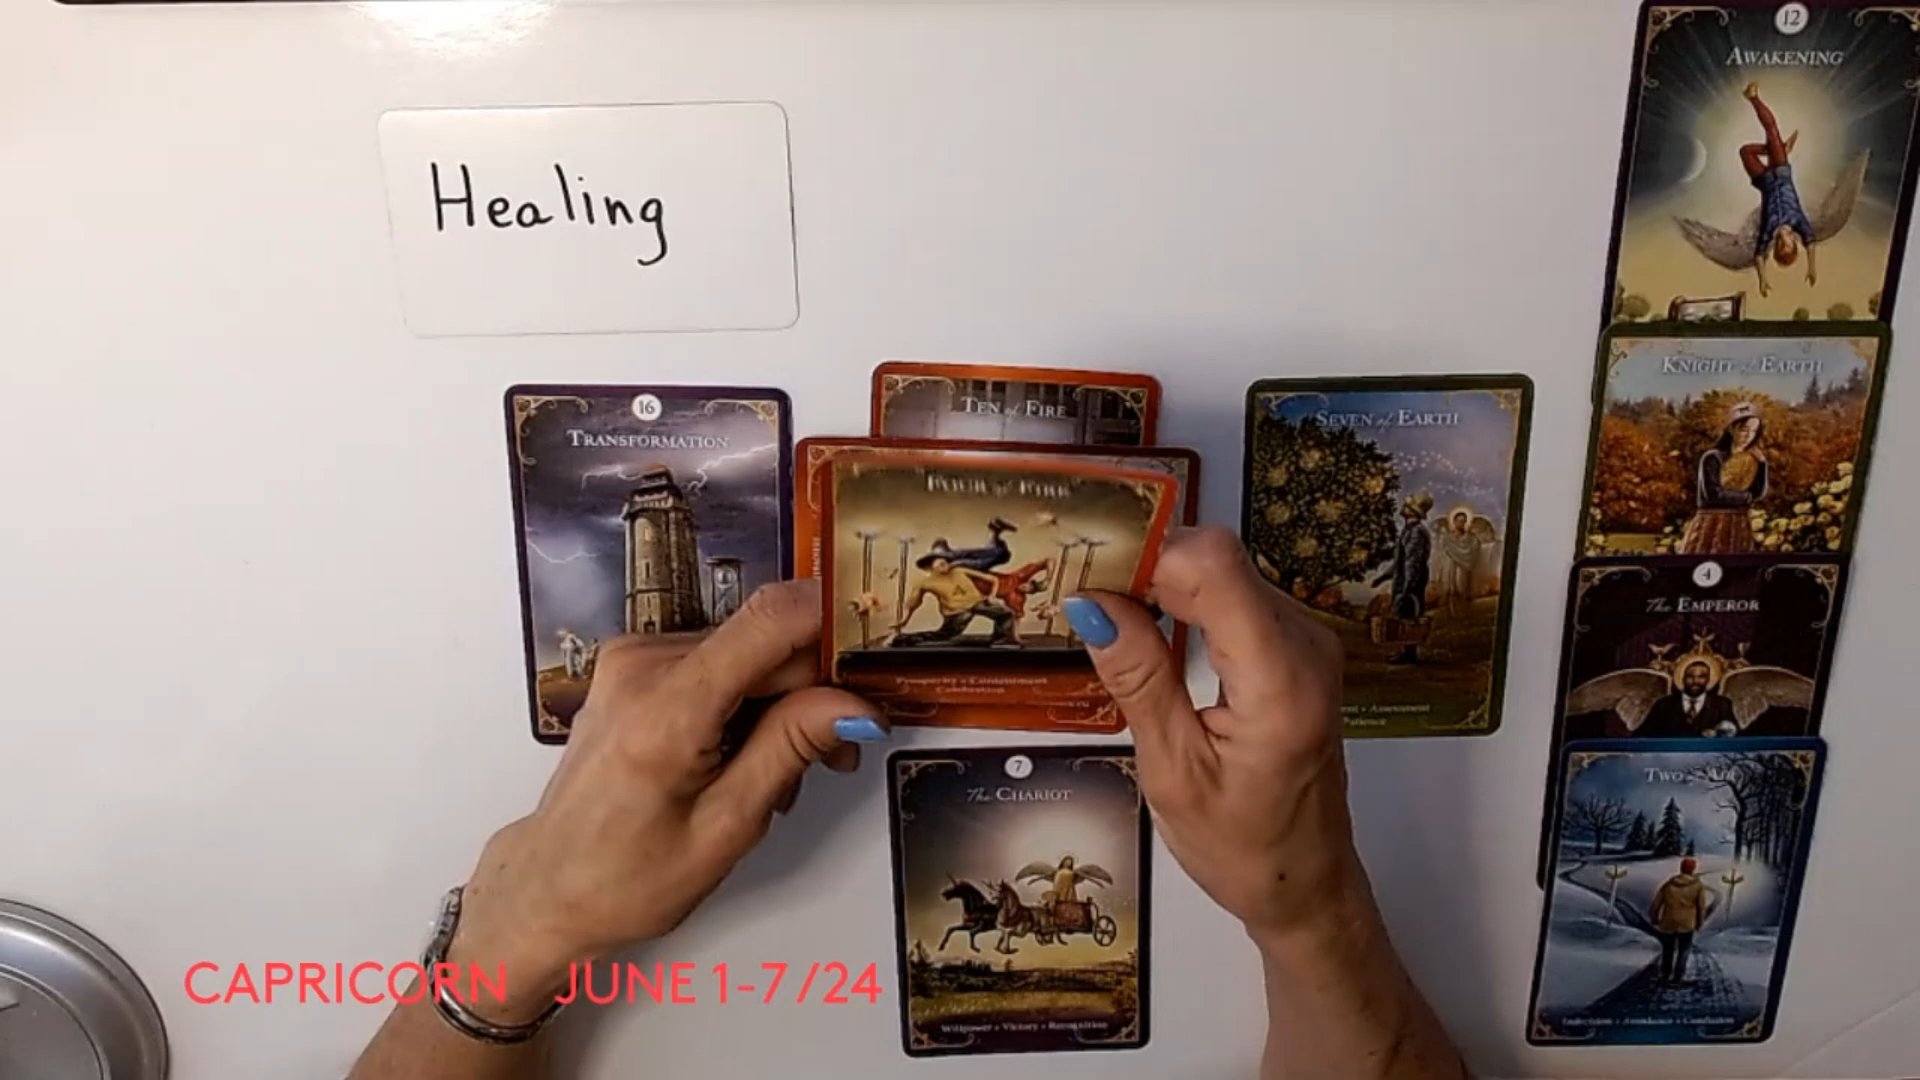 Healing
12
AWAKENING
KNIGHT of EARTH
4
The EMPEROR
TWO of AIR
Indecision • Avoidance • Confusion
16
TRANSFORMATION
TEN of FIRE
FOUR of FIRE
Prosperity • Contentment
Celebration
SEVEN of EARTH
Assessment
Patience
7
The CHARIOT
Willpower • Victory • Recognition
CAPRICORN JUNE 1-7/24